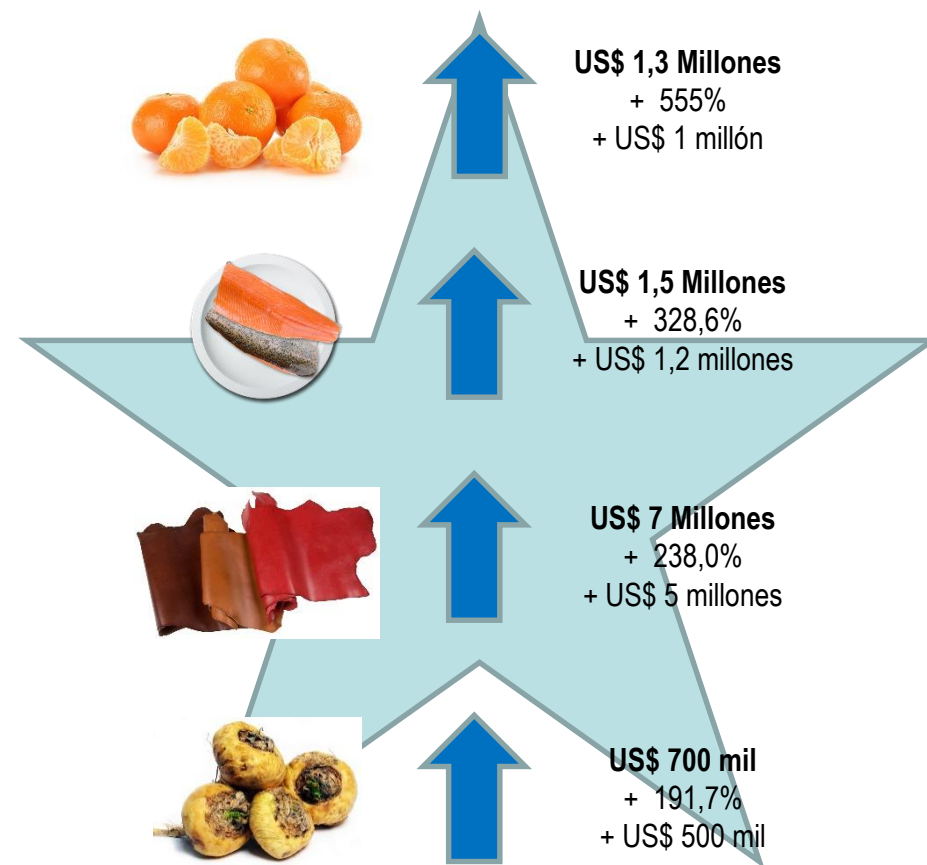 US$ 1,3 Millones
+ 555%
+ US$ 1 millón
US$ 1,5 Millones
+ 328,6%
+ US$ 1,2 millones
US$ 7 Millones
+ 238,0%
+ US$ 5 millones
US$ 700 mil
+ 191,7%
+ US$ 500 mil